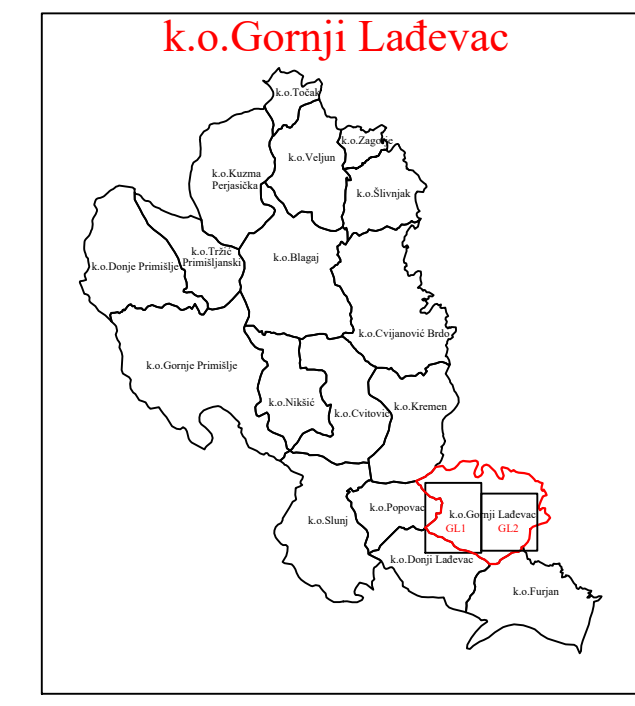 k.o.Gornji Lađevac
k.o.Točak
k.o.Zagorje
k.o.Veljun
k.o.Kuzma
Perjasička
k.o.Šlivnjak
k.o.Tržić
Primišljanski
k.o.Blagaj
k.o.Donje Primišlje
k.o.Cvijanović Brdo
k.o.Gornje Primišlje
k.o.Nikšić
k.o.Cvitović
k.o.Kremen
k.o.Popovac
k.o.Gornji Lađevac
GL1
GL2
k.o.Slunj
k.o.Donji Lađevac
k.o.Furjan